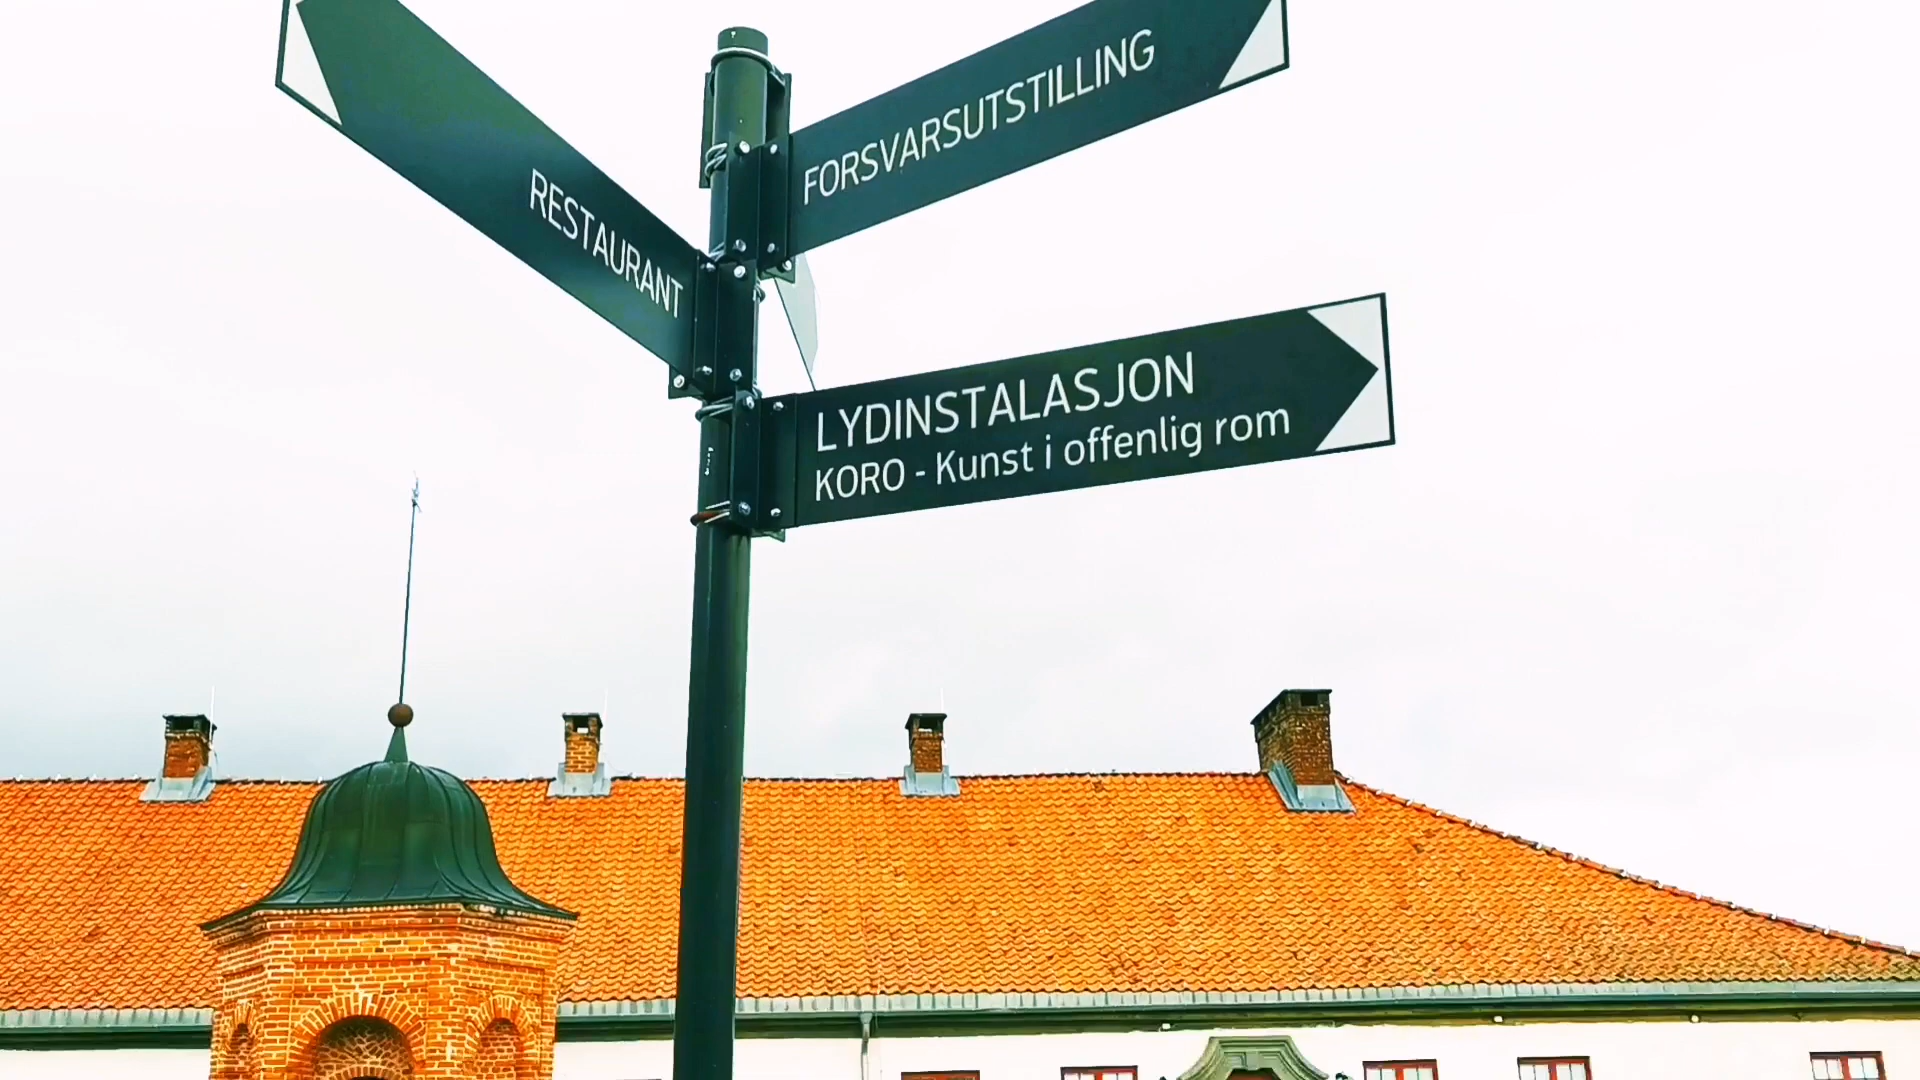 FORSVARSUTSTILLING
RESTAURANT
LYDINSTALASJON
KORO - Kunst i offenlig rom